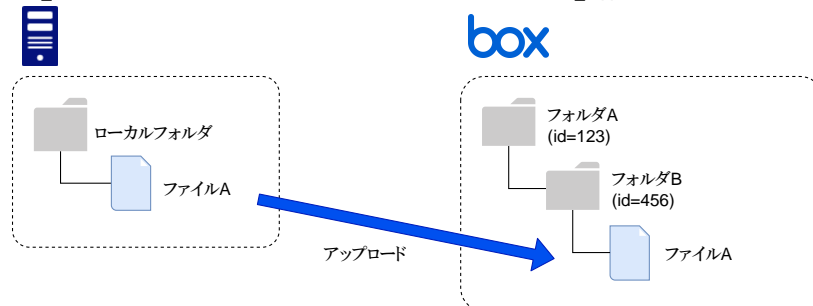 box
ローカルフォルダ
ファイルA
アップロード
フォルダA
(id=123)
フォルダB
(id=456)
ファイルA